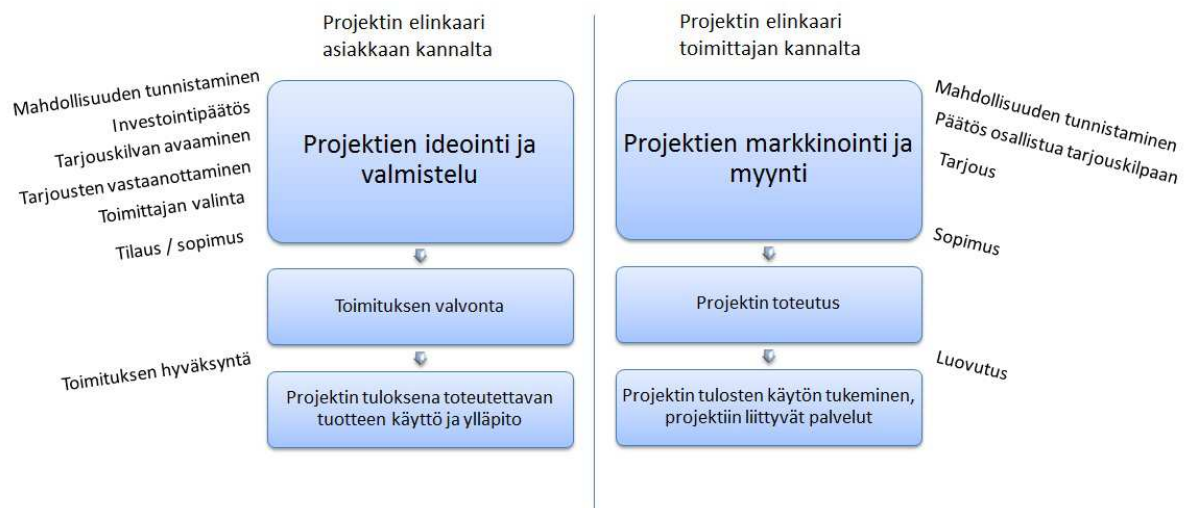 Projektin elinkaari
asiakkaan kannalta
Mahdollisuuden tunnistaminen
Investointipäätös
Tarjouskilvan avaaminen
Tarjousten vastaanottaminen
Toimittajan valinta
Tilaus / sopimus
Toimituksen hyväksyntä
Projektien ideointi ja
valmistelu
Toimituksen valvonta
Projektin tuloksena toteutettavan
tuotteen käyttö ja ylläpito
Projektin elinkaari
toimittajan kannalta
Projektien markkinointi ja
myynti
Projektin toteutus
Projektin tulosten käytön tukeminen,
projektiin liittyvät palvelut
Mahdollisuuden tunnistaminen
Päätös osallistua tarjouskilpaan
Tarjous
Sopimus
Luovutus